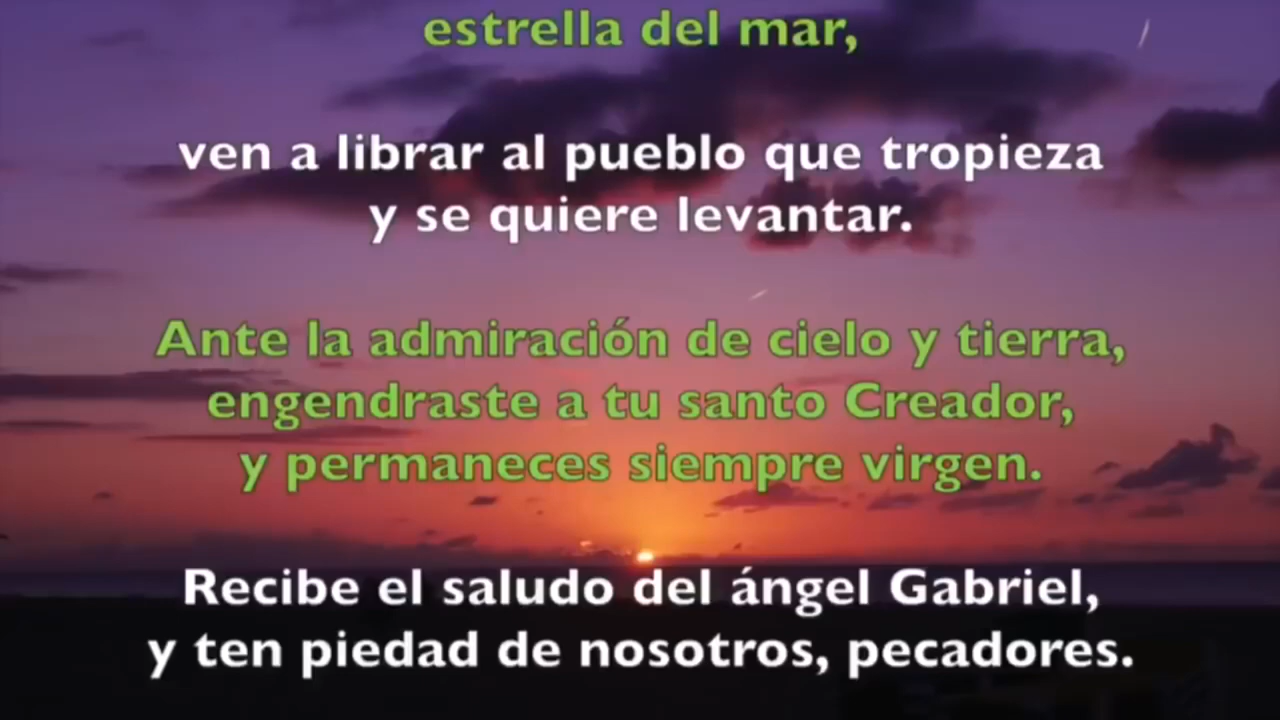 estrella del mar,
ven a librar al pueblo que tropieza
y se quiere levantar.
Ante la admiración de cielo y tierra,
engendraste a tu santo Creador,
y permaneces siempre virgen.
Recibe el saludo del ángel Gabriel,
y ten piedad de nosotros, pecadores.